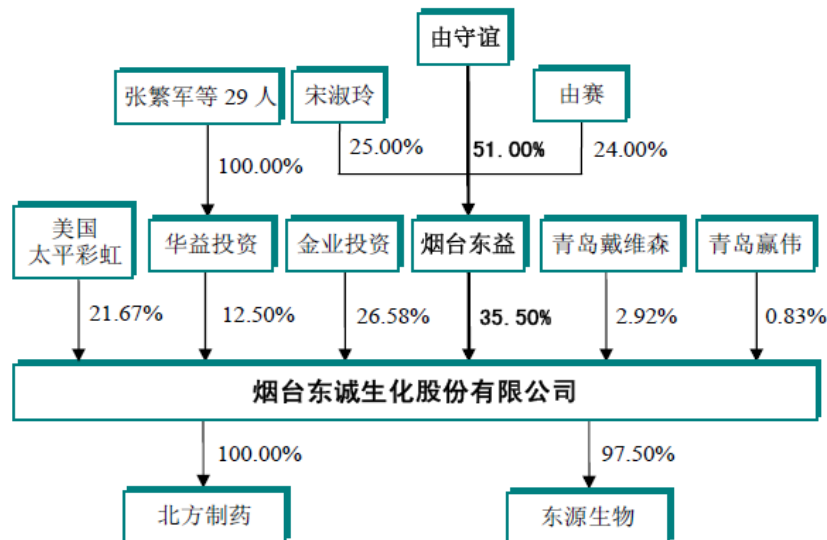 由守谊
张繁军等 29 人
宋淑玲
由赛
25.00%
51.00%
24.00%
100.00%
美国
太平彩虹
华益投资
金业投资
烟台东益
青岛戴维森
青岛赢伟
21.67%
12.50%
26.58%
35.50%
2.92%
0.83%
烟台东诚生化股份有限公司
100.00%
97.50%
北方制药
东源生物